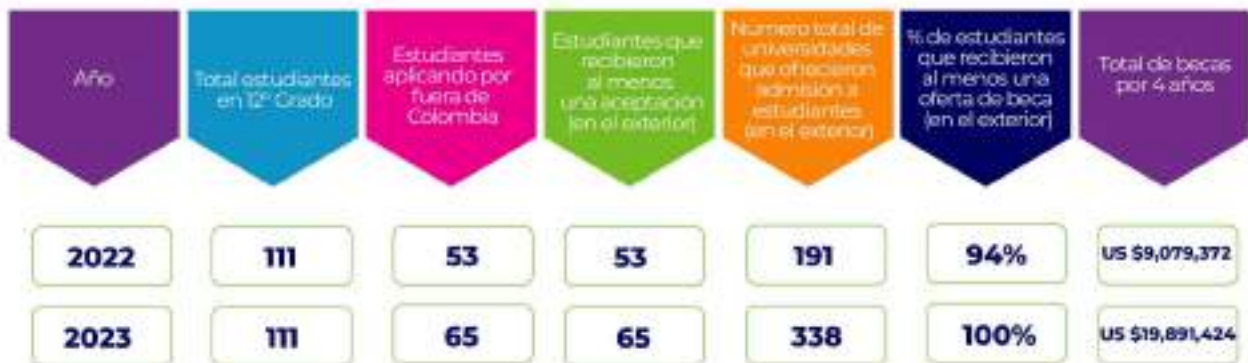 Año
Total estudiantes
en 12º Grado
Estudiantes
aplicando por
fuera de
Colombia
Estudiantes que
recibieron
al menos
una aceptación
(en el exterior)
Número total de
universidades
que ofrecieron
admisión a
estudiantes
(en el exterior)
% de estudiantes
que recibieron
al menos una
oferta de beca
(en el exterior)
Total de becas
por 4 años
2022 111 53 53 191 94% US $9,079,372
2023 111 65 65 338 100% US $19,891,424